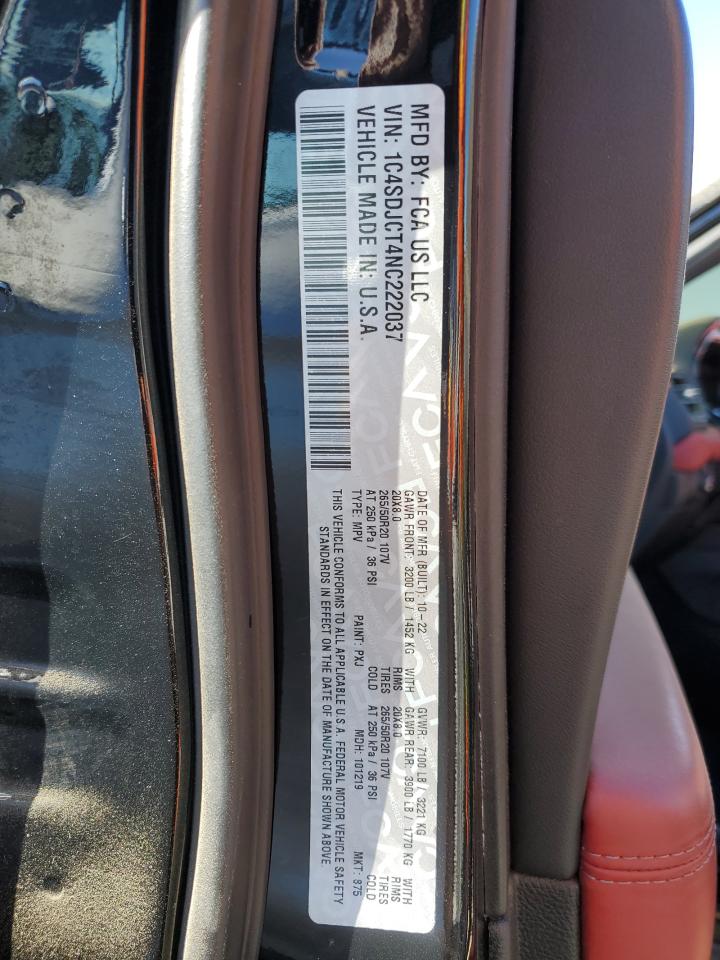 MFD BY: FCA US LLC
VIN: 1C4SDJCT4NC222037
VEHICLE MADE IN: U.S.A.
DATE OF MFR (BUILT): 10-22 GVWR: 7100 LB / 3221 KG
GAWR FRONT: 3200 LB / 1452 KG WITH GAWR REAR: 3900 LB / 1770 KG WITH
20X8.0 RIMS 20X8.0 RIMS
265/50R20 107V TIRES 265/50R20 107V TIRES
AT 250 kPa / 36 PSI COLD AT 250 kPa / 36 PSI COLD
TYPE: MPV PAINT: PXJ MDH: 101219 MKT: 875
THIS VEHICLE CONFORMS TO ALL APPLICABLE U.S.A. FEDERAL MOTOR VEHICLE SAFETY
STANDARDS IN EFFECT ON THE DATE OF MANUFACTURE SHOWN ABOVE